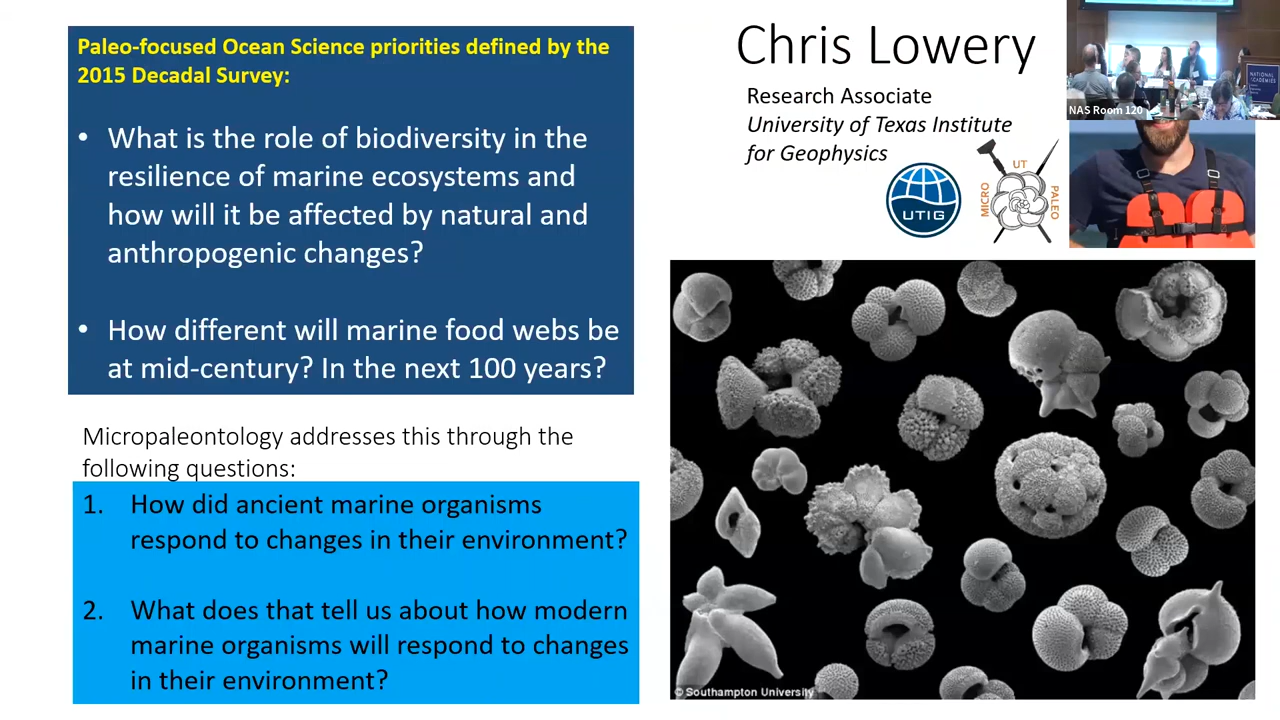 Paleo-focused Ocean Science priorities defined by the
2015 Decadal Survey:
• What is the role of biodiversity in the
resilience of marine ecosystems and
how will it be affected by natural and
anthropogenic changes?
• How different will marine food webs be
at mid-century? In the next 100 years?
Micropaleontology addresses this through the
following questions:
1. How did ancient marine organisms
respond to changes in their environment?
2. What does that tell us about how modern
marine organisms will respond to changes
in their environment?
Chris Lowery
Research Associate
University of Texas Institute
for Geophysics
UTIG
MICRO
UT
PALEO
NATIONAL
ACADEMIES
NAS Room 120
© Southampton University